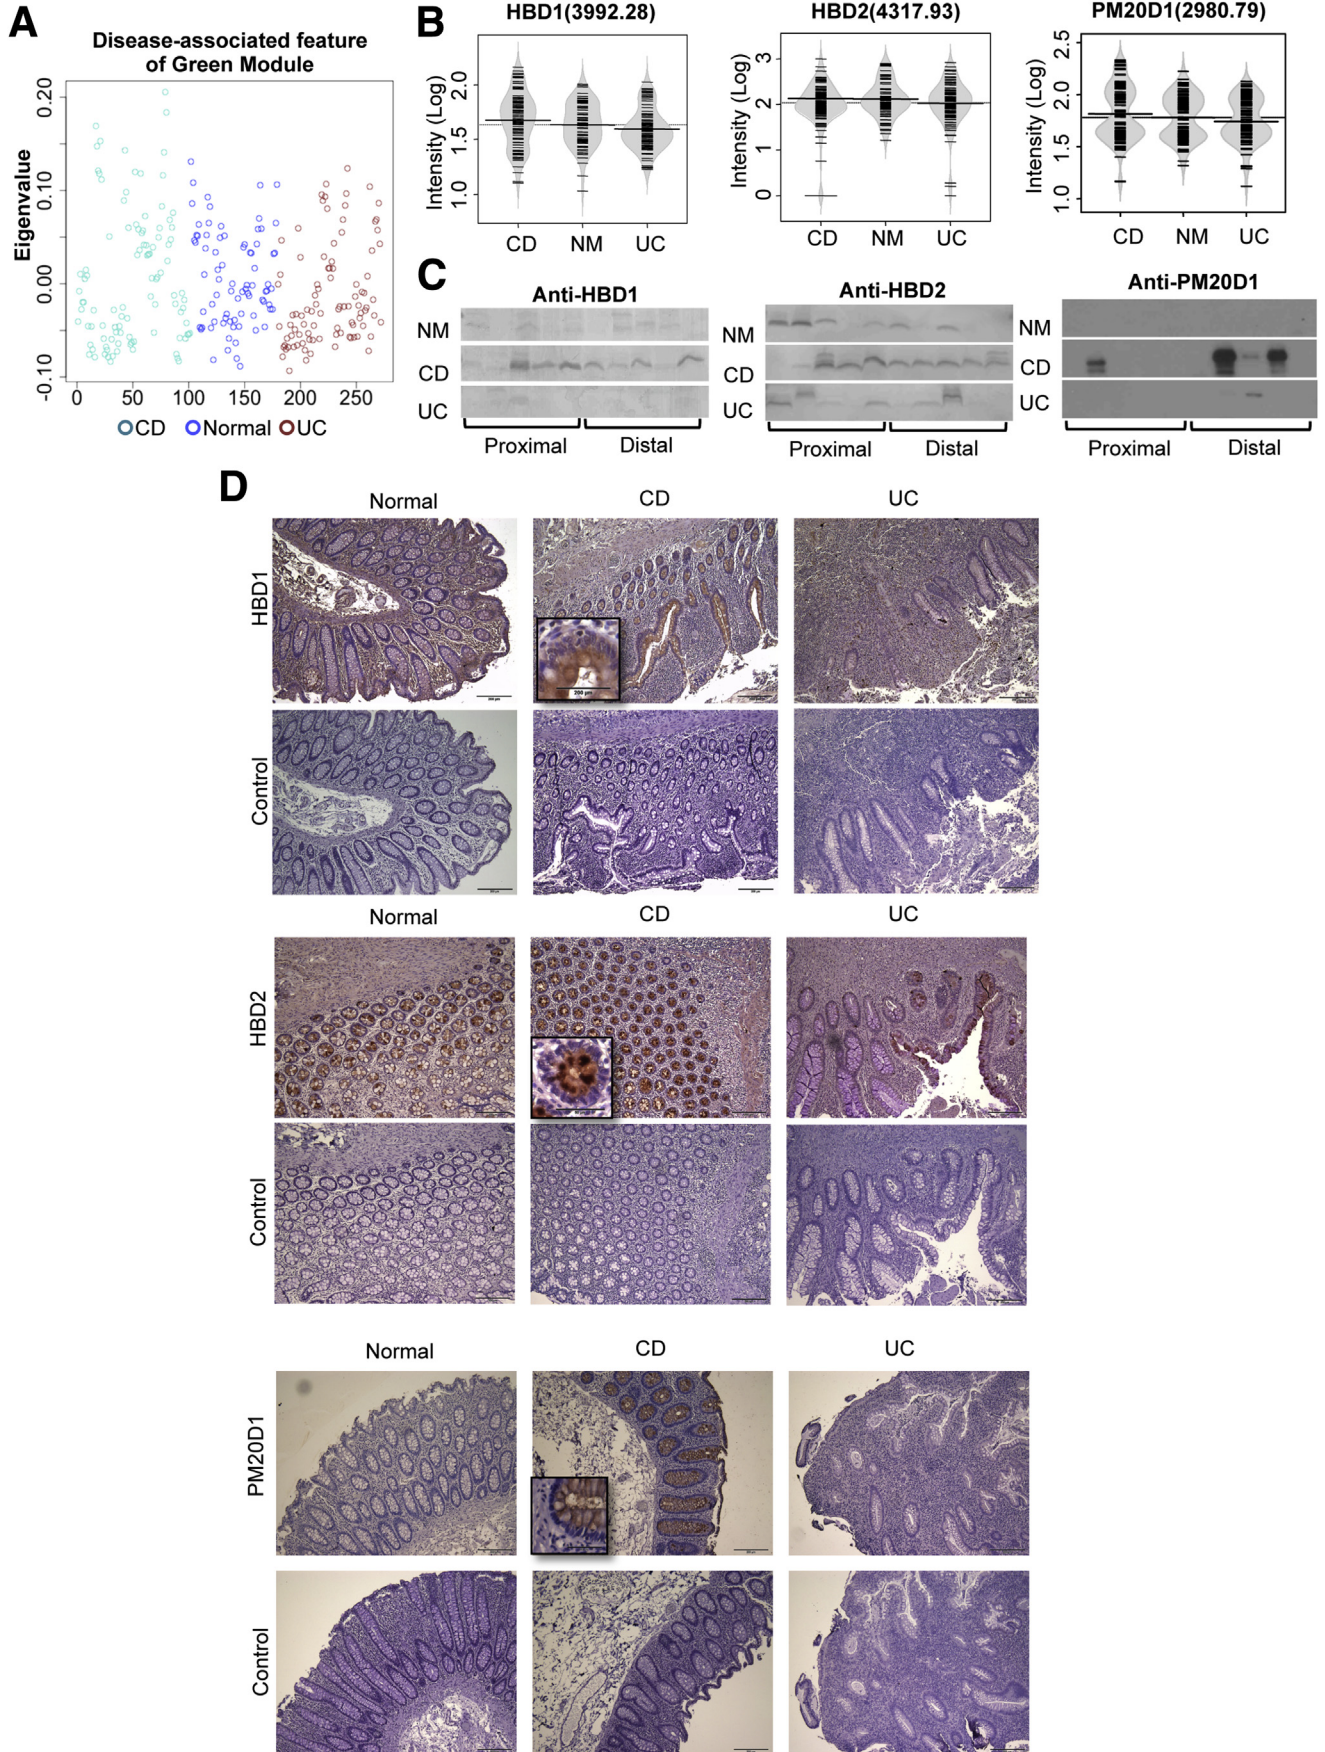 A
Disease-associated feature
of Green Module
Eigenvalue
0.20
0.10
0.00
-0.10
0 50 100 150 200 250
CD Normal UC
B
HBD1(3992.28)
Intensity (Log)
2.0
1.5
1.0
CD NM UC
HBD2(4317.93)
Intensity (Log)
3
2
1
0
CD NM UC
PM20D1(2980.79)
Intensity (Log)
2.5
2.0
1.5
1.0
CD NM UC
C
Anti-HBD1
NM
CD
UC
Proximal Distal
Anti-HBD2
NM
CD
UC
Proximal Distal
Anti-PM20D1
NM
CD
UC
Proximal Distal
D
Normal CD UC
HBD1
200 μm
Control
Normal CD UC
HBD2
Control
Normal CD UC
PM20D1
Control